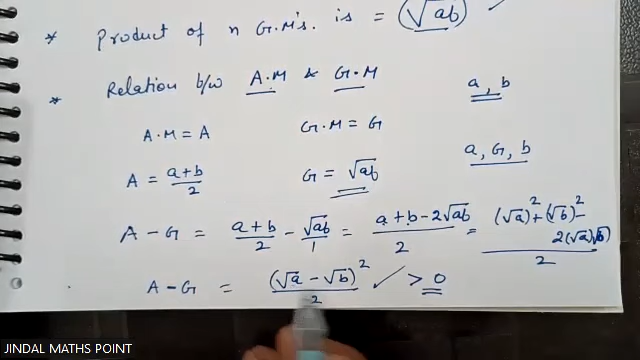 * Product of n G.M's. is = (√ab) ✓
* Relation b/w A.M & G.M
a, b
A.M = A G.M = G
A = a+b/2 G = √ab a, G, b
A - G = a+b/2 - √ab/1 = a+b-2√ab/2 = (√a)²+(√b)²-2(√a)(√b)/2
A - G = (√a - √b)²/2 ✓ > 0
JINDAL MATHS POINT